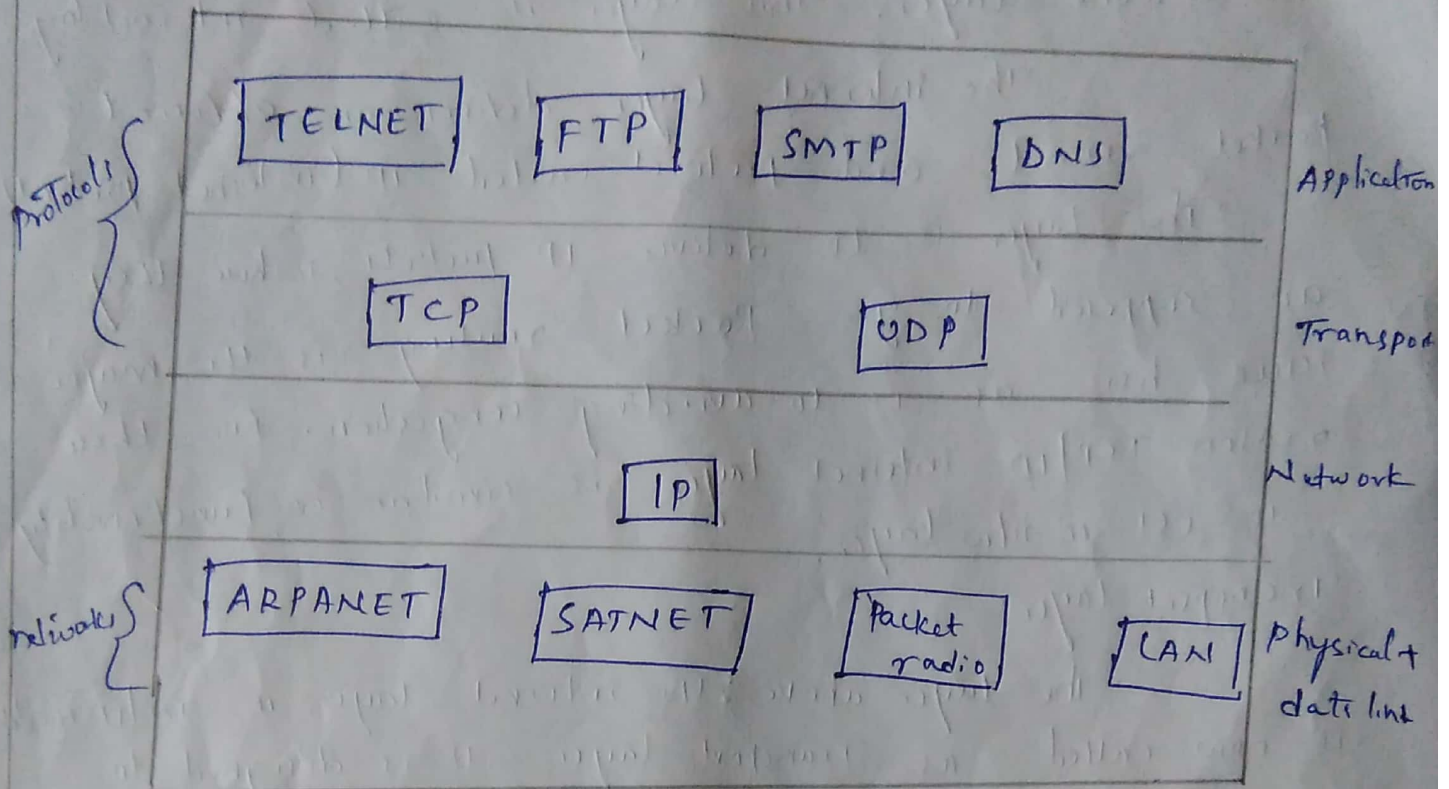 TELNET FTP SMTP DNS
Protocols
Application
TCP UDP
Transpot
IP
Network
ARPANET SATNET Packet radio LAN
networks
physical +
data link